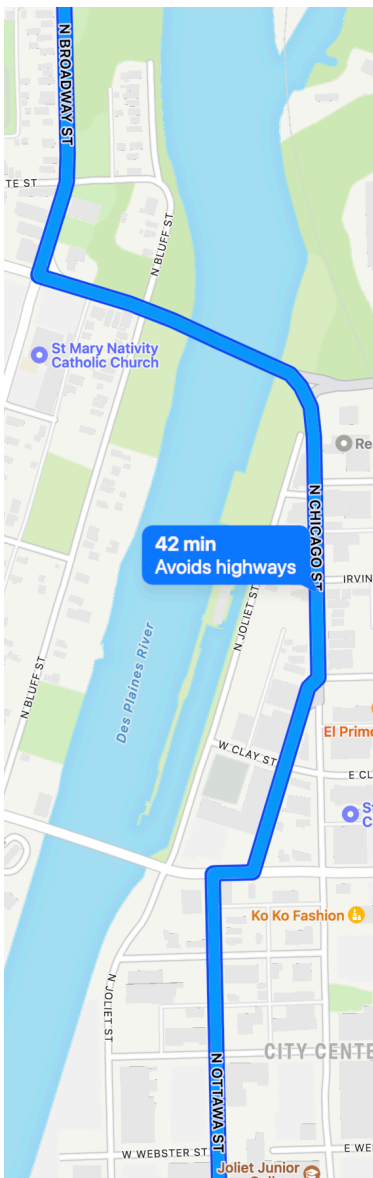 N BROADWAY ST
TE ST
N BLUFF ST
St Mary Nativity
Catholic Church
Re
N CHICAGO ST
42 min
Avoids highways
IRVIN
N JOLIET ST
Des Plaines River
N BLUFF ST
El Primo
W CLAY ST
E CL
S
C
Ko Ko Fashion
N JOLIET ST
CITY CENTE
N OTTAWA ST
W WEBSTER ST
E WE
Joliet Junior